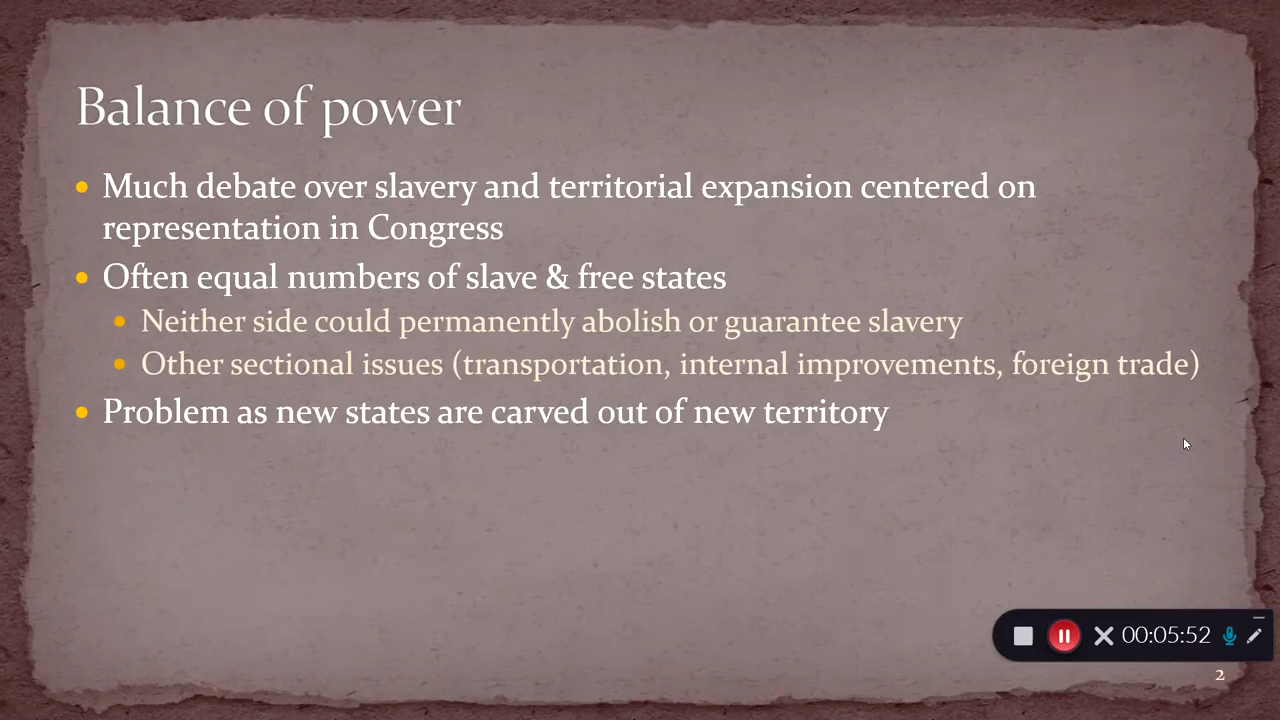 Balance of power
• Much debate over slavery and territorial expansion centered on
representation in Congress
• Often equal numbers of slave & free states
• Neither side could permanently abolish or guarantee slavery
• Other sectional issues (transportation, internal improvements, foreign trade)
• Problem as new states are carved out of new territory
00:05:52
2